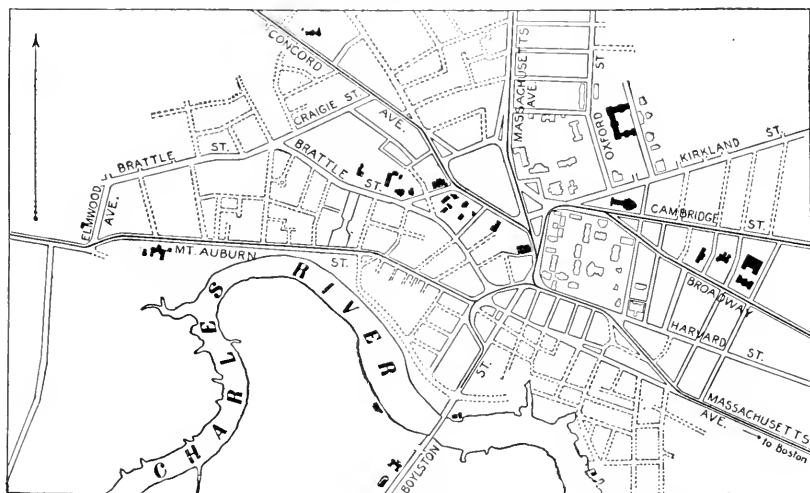 CONCORD
AVE.
MASSACHUSETTS
AVE.
OXFORD
ST.
KIRKLAND ST.
CRAIGIE ST.
BRATTLE ST.
BRATTLE ST.
ELMWOOD
AVE.
CAMBRIDGE
ST.
MT. AUBURN
ST.
BROADWAY
HARVARD
ST.
CHARLES RIVER
BOYLSTON
ST.
MASSACHUSETTS
AVE.
to Boston